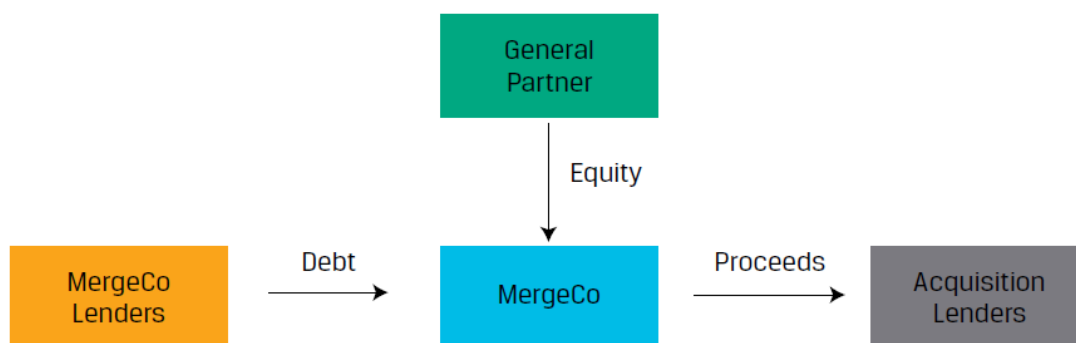 General
Partner
Equity
Debt
Proceeds
MergeCo
Lenders
MergeCo
Acquisition
Lenders